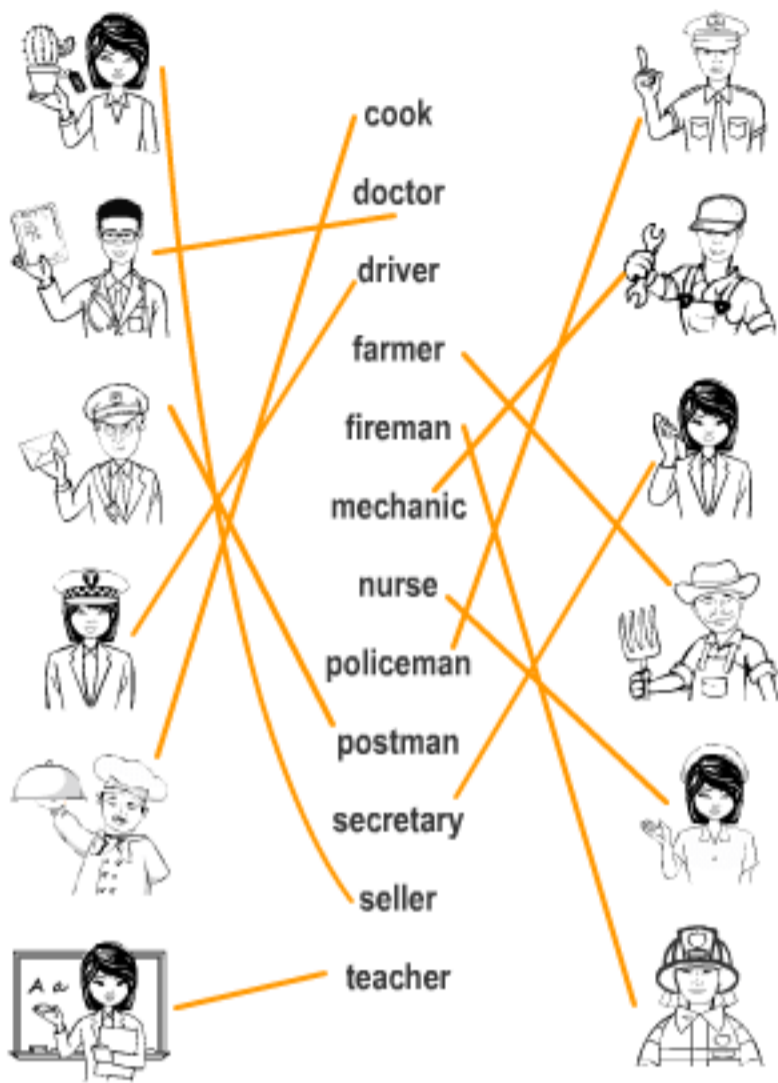 cook
doctor
driver
farmer
fireman
mechanic
nurse
policeman
postman
secretary
seller
teacher
A a